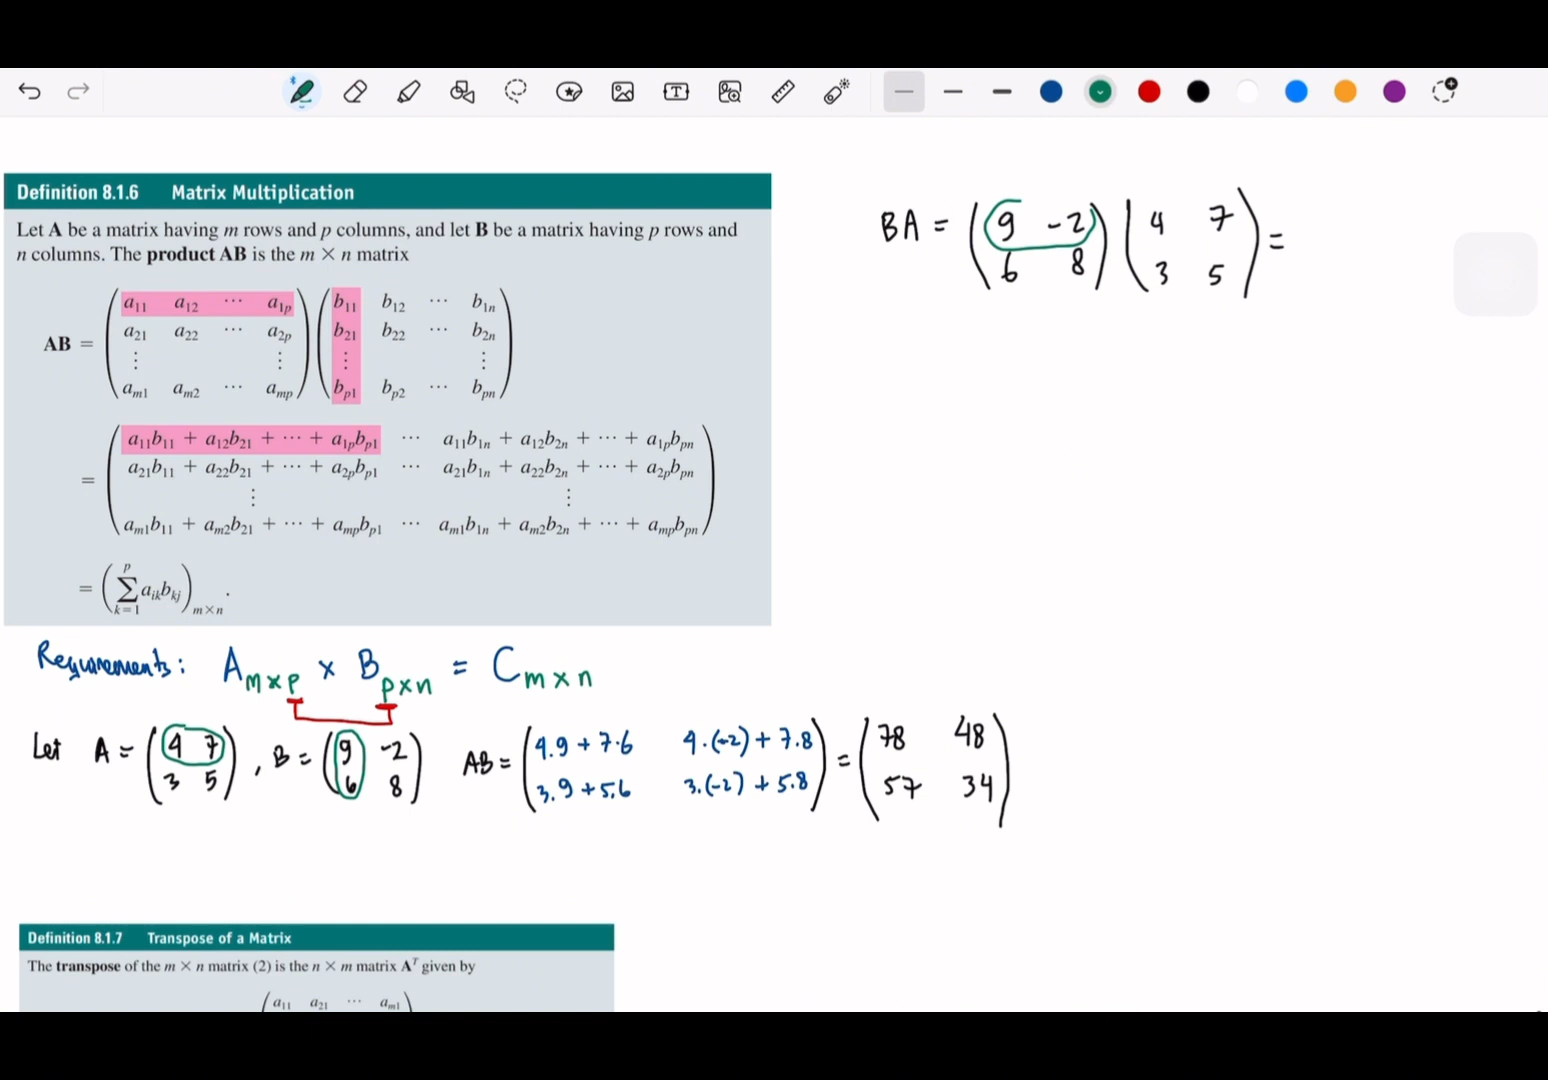 Definition 8.1.6 Matrix Multiplication
Let A be a matrix having m rows and p columns, and let B be a matrix having p rows and
n columns. The product AB is the m × n matrix
a₁₁ a₁₂ ⋯ a₁ₚ b₁₁ b₁₂ ⋯ b₁ₙ
a₂₁ a₂₂ ⋯ a₂ₚ b₂₁ b₂₂ ⋯ b₂ₙ
AB =
⋮ ⋮ ⋮ ⋮
aₘ₁ aₘ₂ ⋯ aₘₚ bₚ₁ bₚ₂ ⋯ bₚₙ
a₁₁b₁₁ + a₁₂b₂₁ + ⋯ + a₁ₚbₚ₁ ⋯ a₁₁b₁ₙ + a₁₂b₂ₙ + ⋯ + a₁ₚbₚₙ
a₂₁b₁₁ + a₂₂b₂₁ + ⋯ + a₂ₚbₚ₁ ⋯ a₂₁b₁ₙ + a₂₂b₂ₙ + ⋯ + a₂ₚbₚₙ
=
⋮ ⋮
aₘ₁b₁₁ + aₘ₂b₂₁ + ⋯ + aₘₚbₚ₁ ⋯ aₘ₁b₁ₙ + aₘ₂b₂ₙ + ⋯ + aₘₚbₚₙ
= (∑ₖ₌₁ᵖ aᵢₖbₖⱼ)ₘ×ₙ.
BA = (9 -2) (4 7) =
(6 8) (3 5)
Requirements: A m×p × B p×n = C m×n
Let A = (4 7), B = (9 -2) AB = (4.9 + 7.6 4.(-2) + 7.8) = (78 48)
(3 5) (6 8) (3.9 + 5.6 3.(-2) + 5.8) (57 34)
Definition 8.1.7 Transpose of a Matrix
The transpose of the m × n matrix (2) is the n × m matrix Aᵀ given by
a₁₁ a₂₁ ⋯ aₘ₁